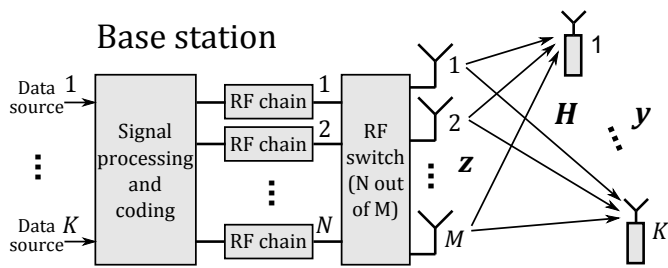 Base station
Data
source
1
Data
source
K
Signal
processing
and
coding
RF chain
1
RF chain
2
RF chain
N
RF
switch
(N out
of M)
1
2
M
z
H
y
1
K